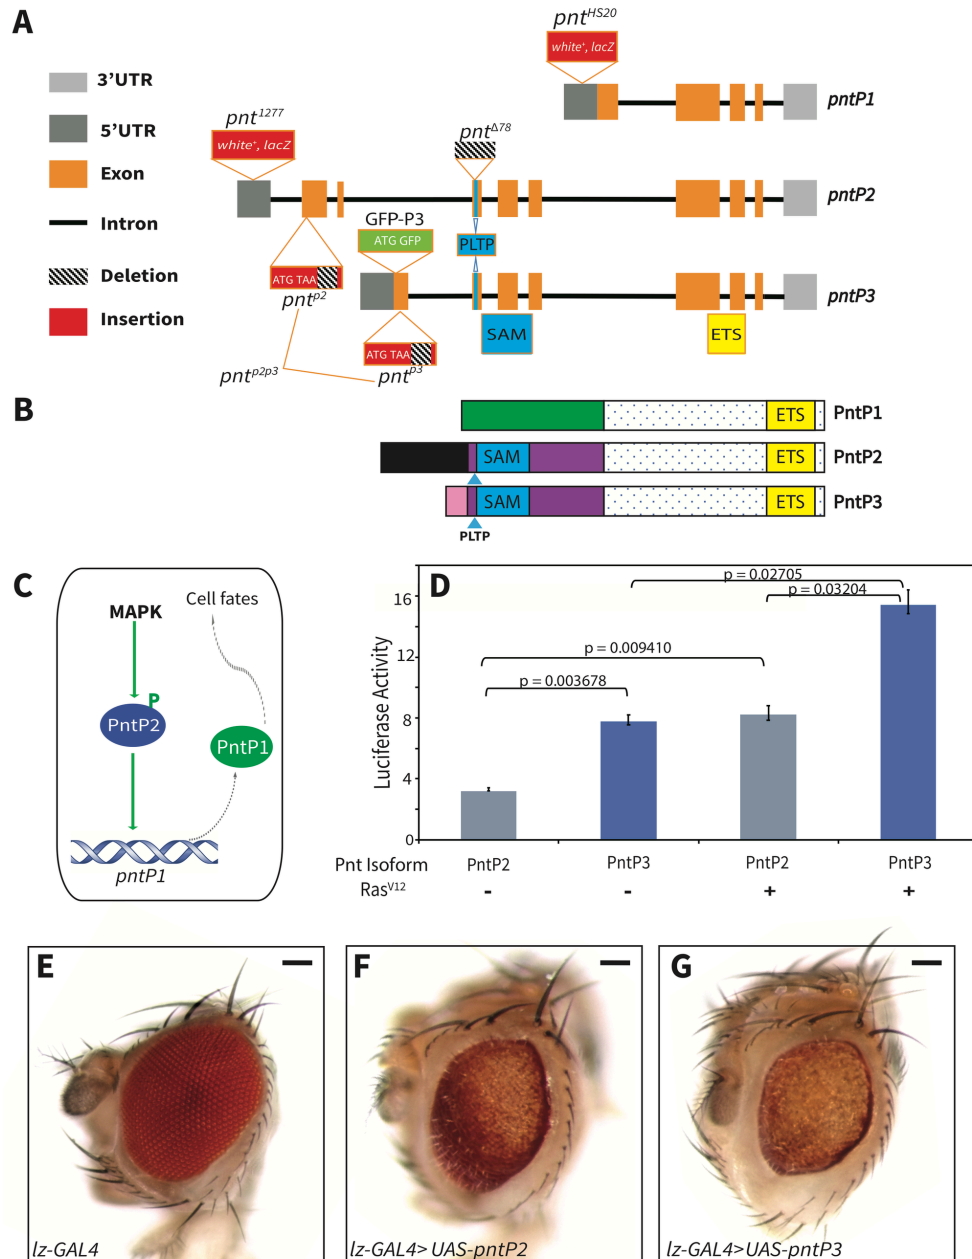 A
pnt^HS20
white⁺, lacZ
pntP1
3'UTR
5'UTR
Exon
Intron
Deletion
Insertion
pnt^1277
white⁺, lacZ
pnt^Δ78
pntP2
GFP-P3
ATG GFP
PLTP
ATG TAA
pnt^p2
pntP3
SAM
ETS
ATG TAA
pnt^p3
pnt^p2p3
B
ETS
PntP1
SAM
ETS
PntP2
SAM
ETS
PntP3
PLTP
C
Cell fates
MAPK
P
PntP2
PntP1
pntP1
D
Luciferase Activity
16
12
8
4
0
p = 0.02705
p = 0.03204
p = 0.009410
p = 0.003678
Pnt Isoform PntP2 PntP3 PntP2 PntP3
Ras^V12 - - + +
E
lz-GAL4
F
lz-GAL4> UAS-pntP2
G
lz-GAL4>UAS-pntP3